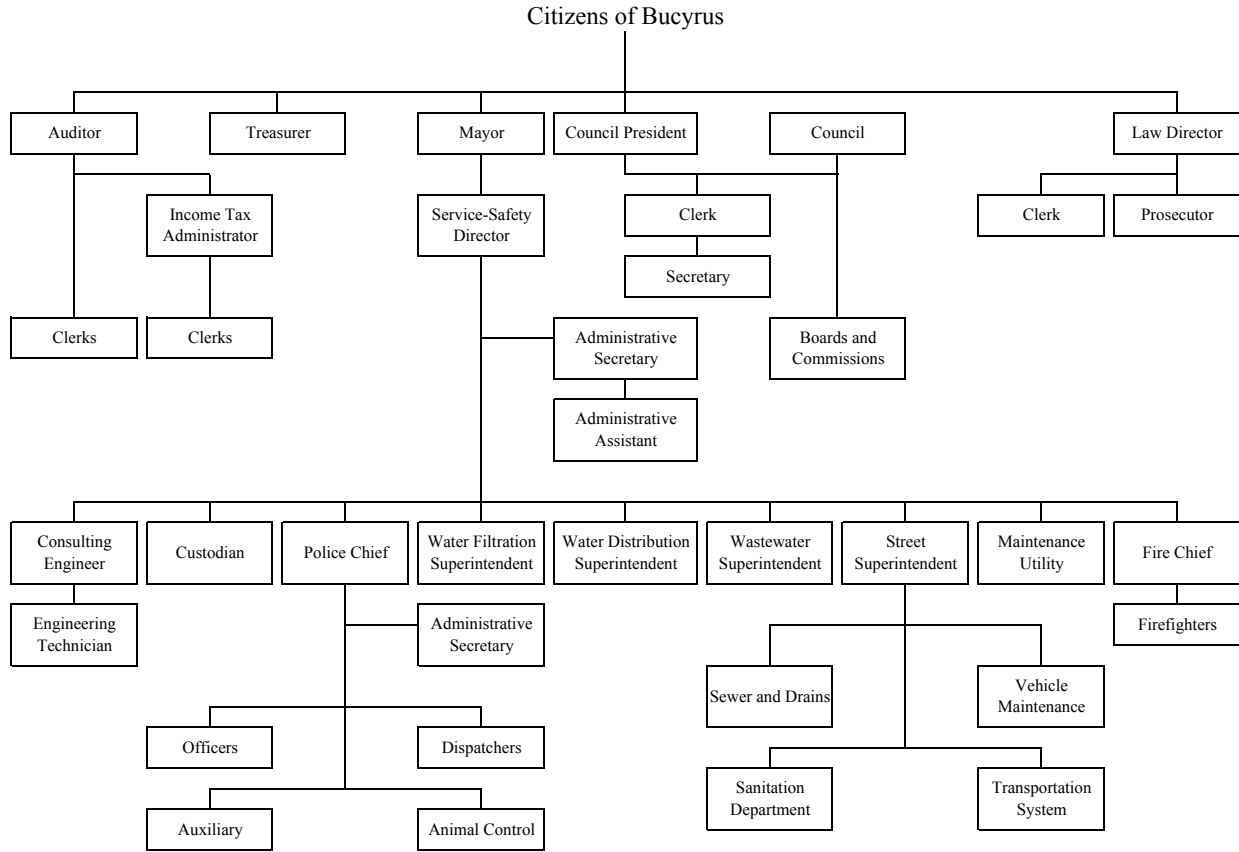 Citizens of Bucyrus
Auditor
Treasurer
Mayor
Council President
Council
Law Director
Income Tax
Administrator
Service-Safety
Director
Clerk
Clerk
Prosecutor
Secretary
Clerks
Clerks
Administrative
Secretary
Boards and
Commissions
Administrative
Assistant
Consulting
Engineer
Custodian
Police Chief
Water Filtration
Superintendent
Water Distribution
Superintendent
Wastewater
Superintendent
Street
Superintendent
Maintenance
Utility
Fire Chief
Engineering
Technician
Administrative
Secretary
Firefighters
Sewer and Drains
Vehicle
Maintenance
Officers
Dispatchers
Sanitation
Department
Transportation
System
Auxiliary
Animal Control